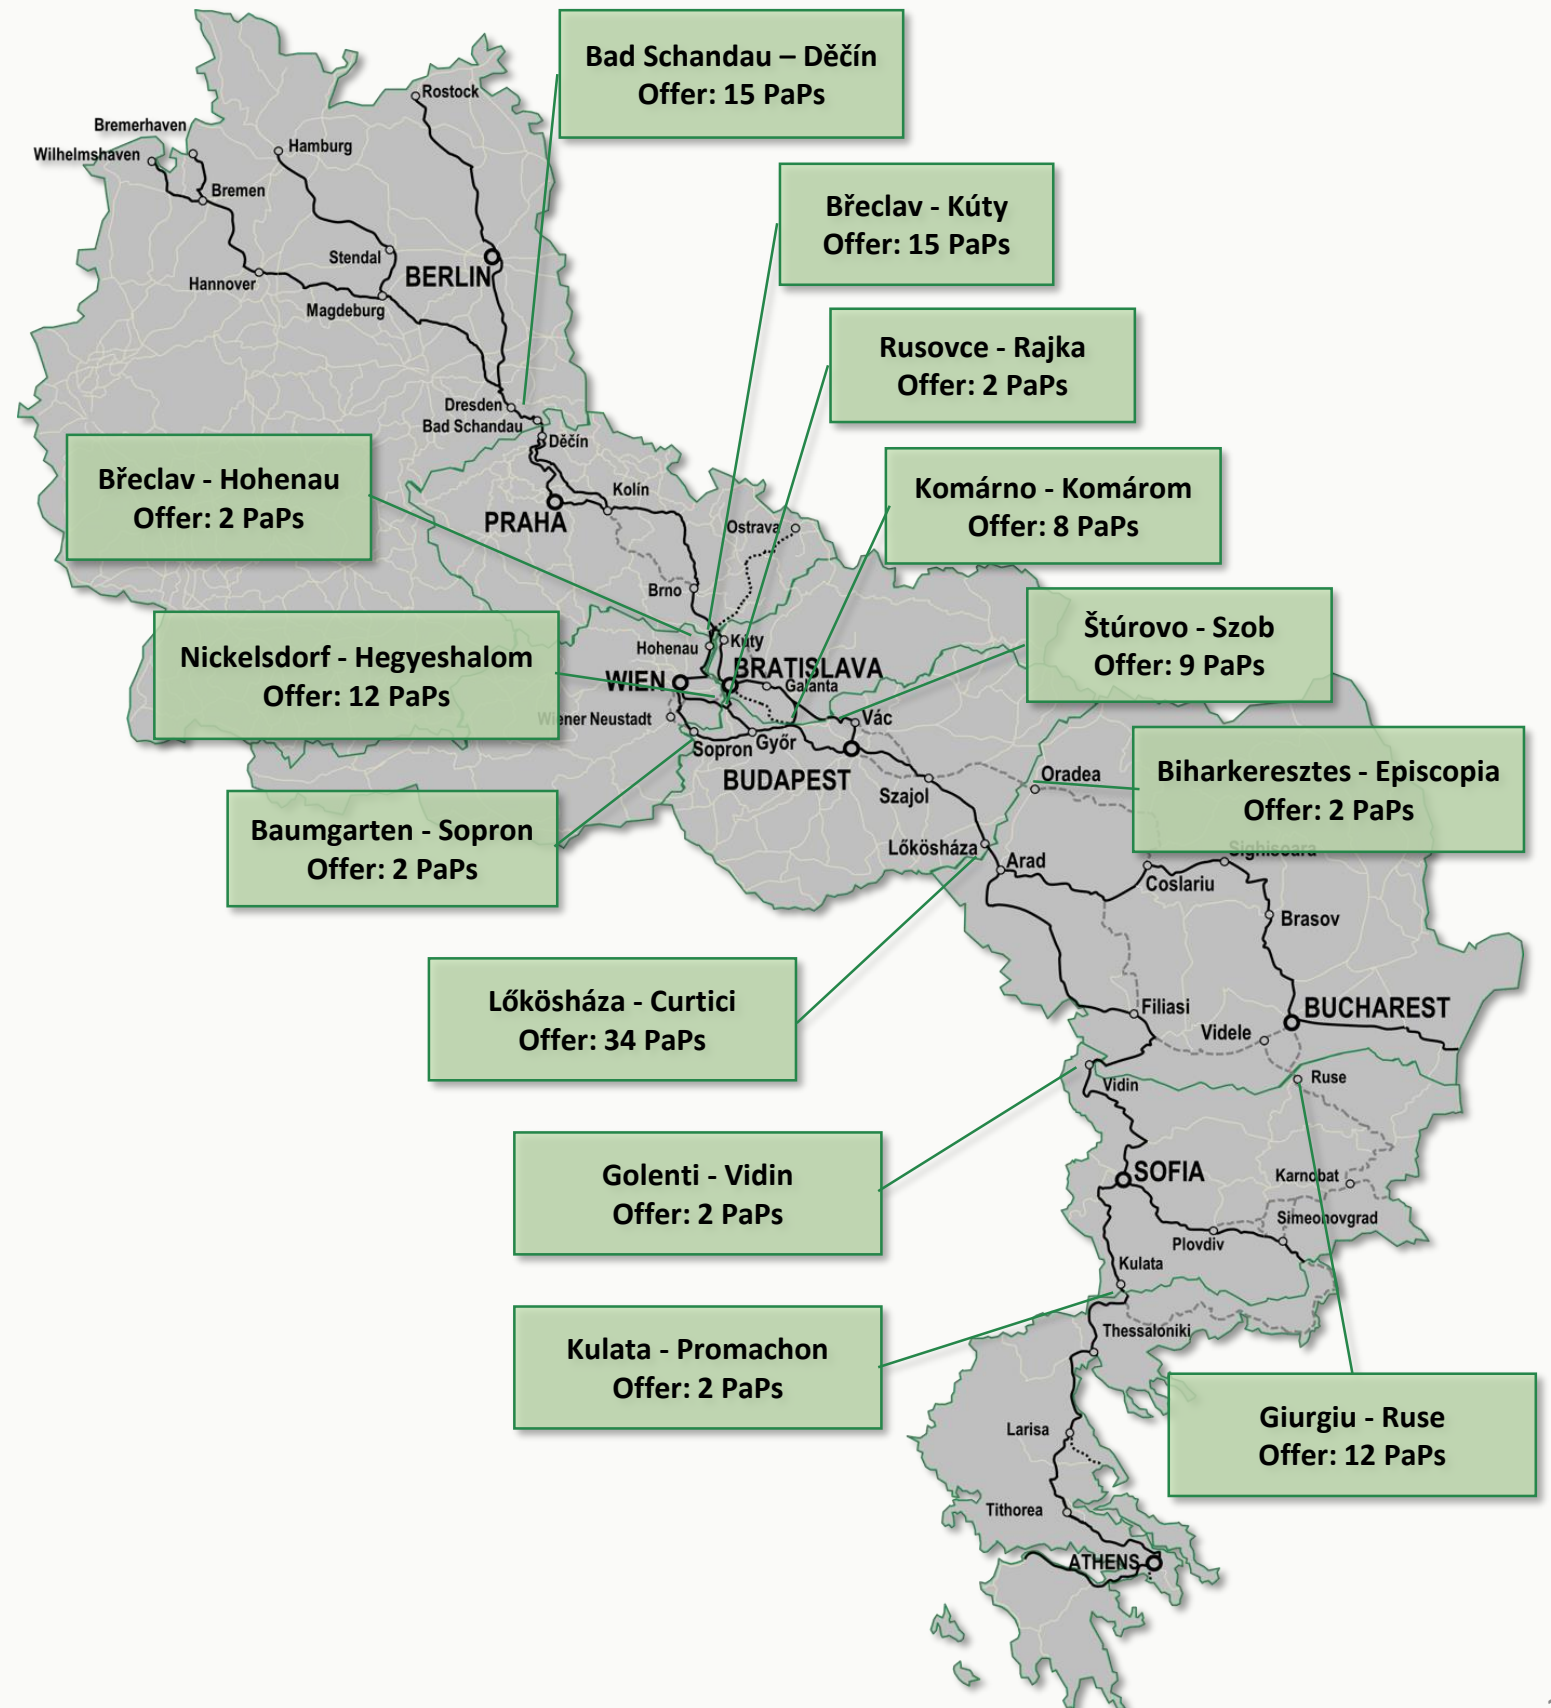 Bad Schandau – Děčín
Offer: 15 PaPs
Rostock
Bremerhaven
Wilhelmshaven
Hamburg
Bremen
Břeclav - Kúty
Offer: 15 PaPs
Stendal
BERLIN
Hannover
Magdeburg
Rusovce - Rajka
Offer: 2 PaPs
Dresden
Bad Schandau
Děčín
Břeclav - Hohenau
Offer: 2 PaPs
Kolín
PRAHA
Ostrava
Komárno - Komárom
Offer: 8 PaPs
Brno
Hohenau
Kúty
Štúrovo - Szob
Offer: 9 PaPs
Nickelsdorf - Hegyeshalom
Offer: 12 PaPs
WIEN
BRATISLAVA
Galanta
Wiener Neustadt
Vác
Sopron
Győr
BUDAPEST
Szajol
Oradea
Biharkeresztes - Episcopia
Offer: 2 PaPs
Baumgarten - Sopron
Offer: 2 PaPs
Lőkösháza
Arad
Sighisoara
Coslariu
Brasov
Lőkösháza - Curtici
Offer: 34 PaPs
Filiasi
BUCHAREST
Videle
Vidin
Ruse
Golenti - Vidin
Offer: 2 PaPs
SOFIA
Karnobat
Simeonovgrad
Plovdiv
Kulata
Thessaloniki
Kulata - Promachon
Offer: 2 PaPs
Larisa
Giurgiu - Ruse
Offer: 12 PaPs
Tithorea
ATHENS